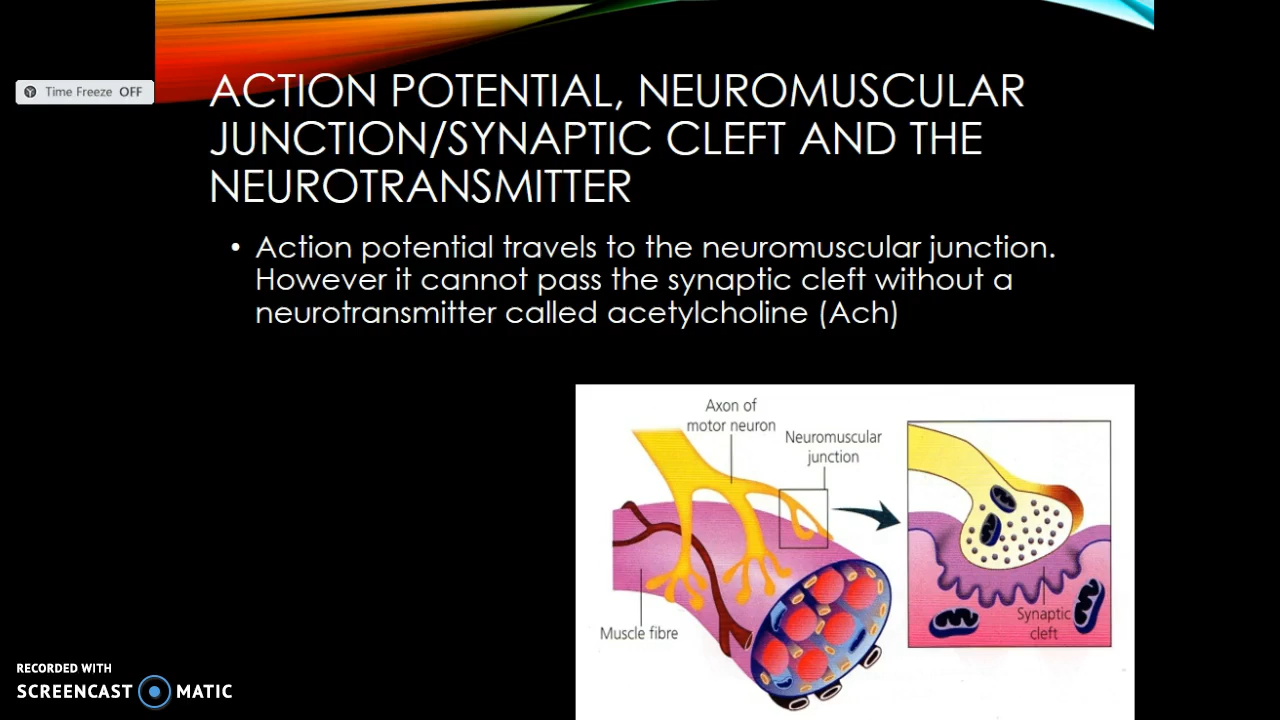 Time Freeze OFF
ACTION POTENTIAL, NEUROMUSCULAR
JUNCTION/SYNAPTIC CLEFT AND THE
NEUROTRANSMITTER
• Action potential travels to the neuromuscular junction.
However it cannot pass the synaptic cleft without a
neurotransmitter called acetylcholine (Ach)
Axon of
motor neuron
Neuromuscular
junction
Muscle fibre
Synaptic
cleft
RECORDED WITH
SCREENCAST MATIC